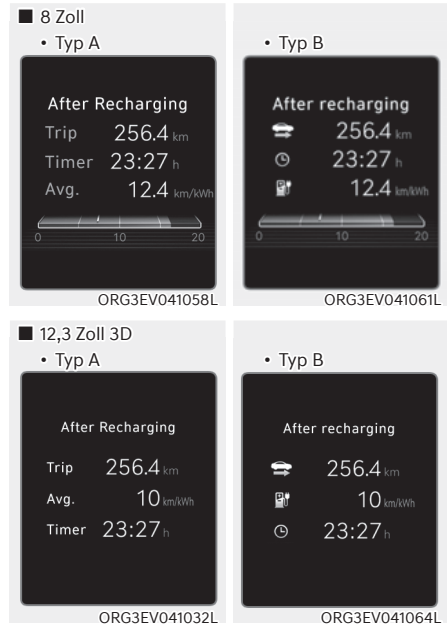 ■ 8 Zoll
• Typ A
After Recharging
Trip 256.4 km
Timer 23:27 h
Avg. 12.4 km/kWh
0 10 20
ORG3EV041058L
• Typ B
After recharging
256.4 km
23:27 h
12.4 km/kWh
0 10 20
ORG3EV041061L
■ 12,3 Zoll 3D
• Typ A
After Recharging
Trip 256.4 km
Avg. 10 km/kWh
Timer 23:27 h
ORG3EV041032L
• Typ B
After recharging
256.4 km
10 km/kWh
23:27 h
ORG3EV041064L